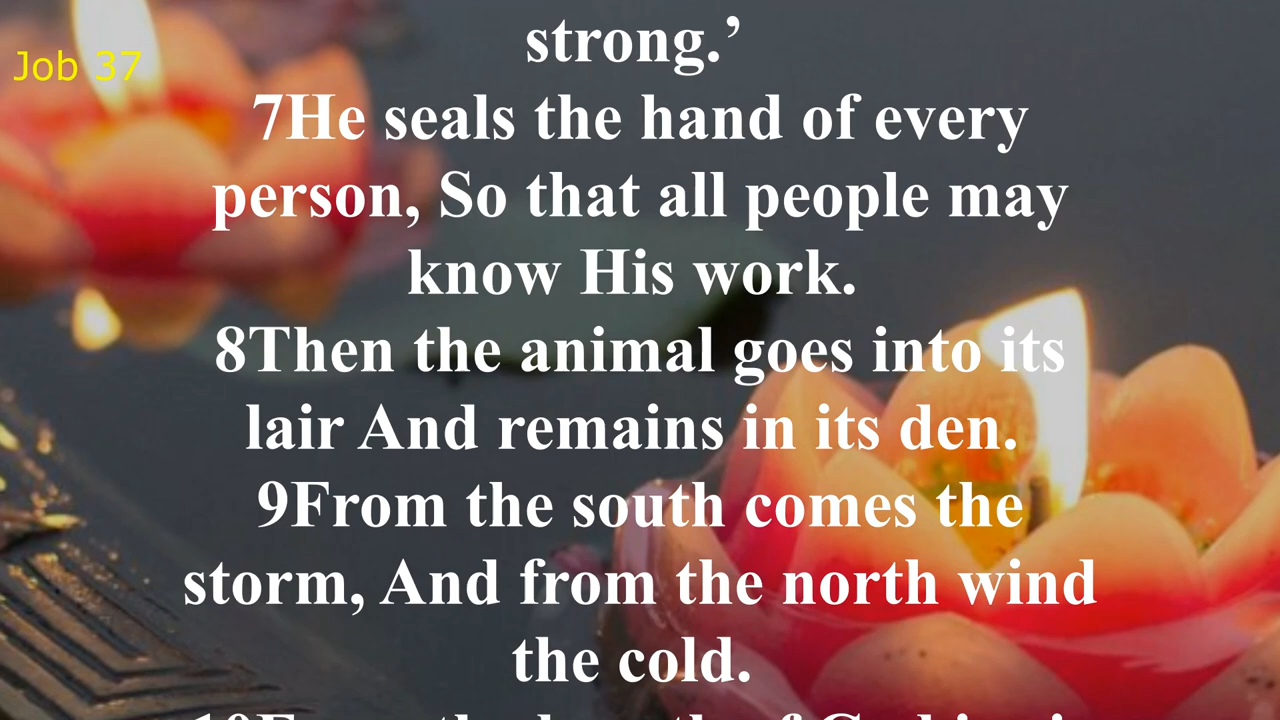 strong.’
Job 37
7He seals the hand of every
person, So that all people may
know His work.
8Then the animal goes into its
lair And remains in its den.
9From the south comes the
storm, And from the north wind
the cold.